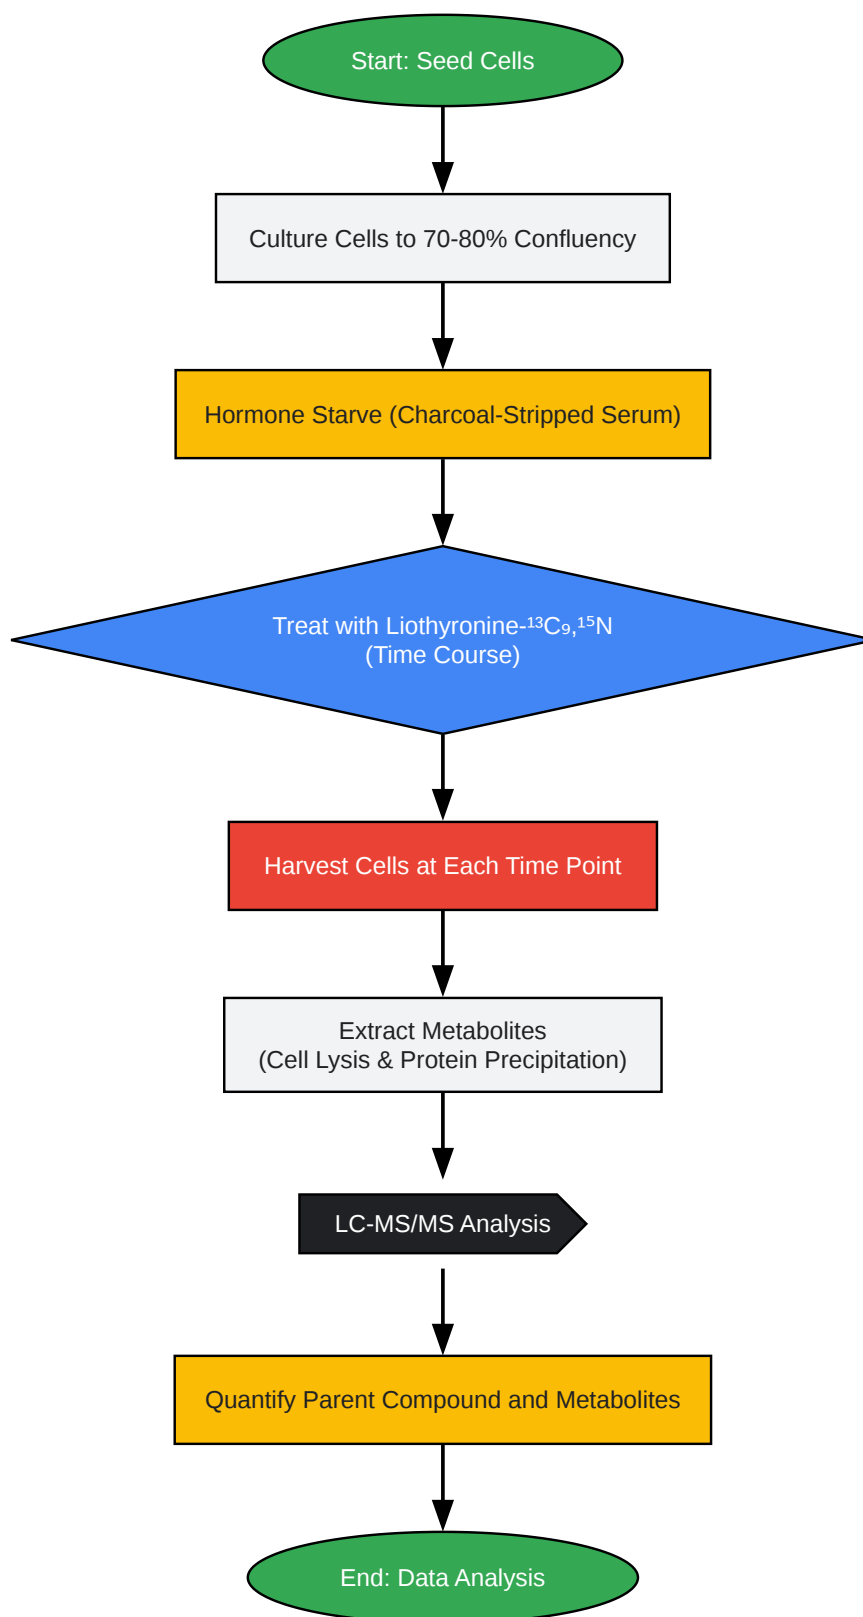 Start: Seed Cells
Culture Cells to 70-80% Confluency
Hormone Starve (Charcoal-Stripped Serum)
Treat with Liothyronine-¹³C₉,¹⁵N
(Time Course)
Harvest Cells at Each Time Point
Extract Metabolites
(Cell Lysis & Protein Precipitation)
LC-MS/MS Analysis
Quantify Parent Compound and Metabolites
End: Data Analysis